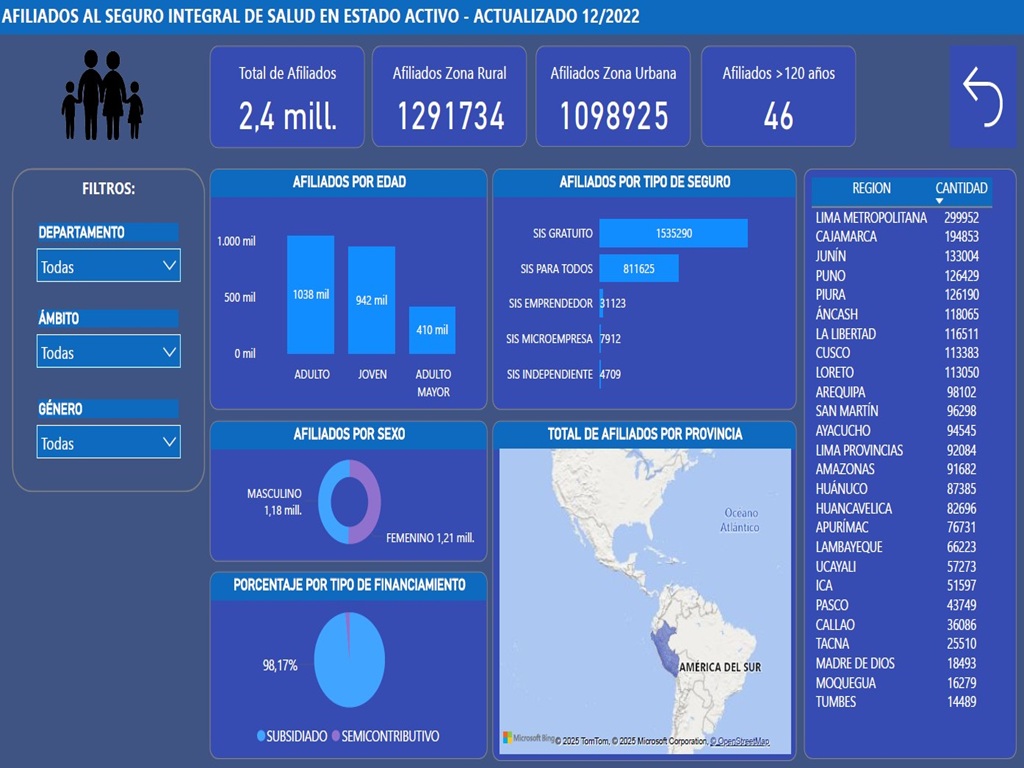 AFILIADOS AL SEGURO INTEGRAL DE SALUD EN ESTADO ACTIVO - ACTUALIZADO 12/2022
Total de Afiliados
2,4 mill.
Afiliados Zona Rural
1291734
Afiliados Zona Urbana
1098925
Afiliados >120 años
46
FILTROS:
DEPARTAMENTO
Todas
ÁMBITO
Todas
GÉNERO
Todas
AFILIADOS POR EDAD
1.000 mil
500 mil
0 mil
1038 mil
942 mil
410 mil
ADULTO
JOVEN
ADULTO
MAYOR
AFILIADOS POR TIPO DE SEGURO
SIS GRATUITO 1535290
SIS PARA TODOS 811625
SIS EMPRENDEDOR 31123
SIS MICROEMPRESA 7912
SIS INDEPENDIENTE 4709
AFILIADOS POR SEXO
MASCULINO
1,18 mill.
FEMENINO 1,21 mill.
PORCENTAJE POR TIPO DE FINANCIAMIENTO
98,17%
SUBSIDIADO SEMICONTRIBUTIVO
TOTAL DE AFILIADOS POR PROVINCIA
Océano
Atlántico
AMÉRICA DEL SUR
Microsoft Bing
© 2025 TomTom, © 2025 Microsoft Corporation, © OpenStreetMap
REGION CANTIDAD
LIMA METROPOLITANA 299952
CAJAMARCA 194853
JUNÍN 133004
PUNO 126429
PIURA 126190
ÁNCASH 118065
LA LIBERTAD 116511
CUSCO 113383
LORETO 113050
AREQUIPA 98102
SAN MARTÍN 96298
AYACUCHO 94545
LIMA PROVINCIAS 92084
AMAZONAS 91682
HUÁNUCO 87385
HUANCAVELICA 82696
APURÍMAC 76731
LAMBAYEQUE 66223
UCAYALI 57273
ICA 51597
PASCO 43749
CALLAO 36086
TACNA 25510
MADRE DE DIOS 18493
MOQUEGUA 16279
TUMBES 14489